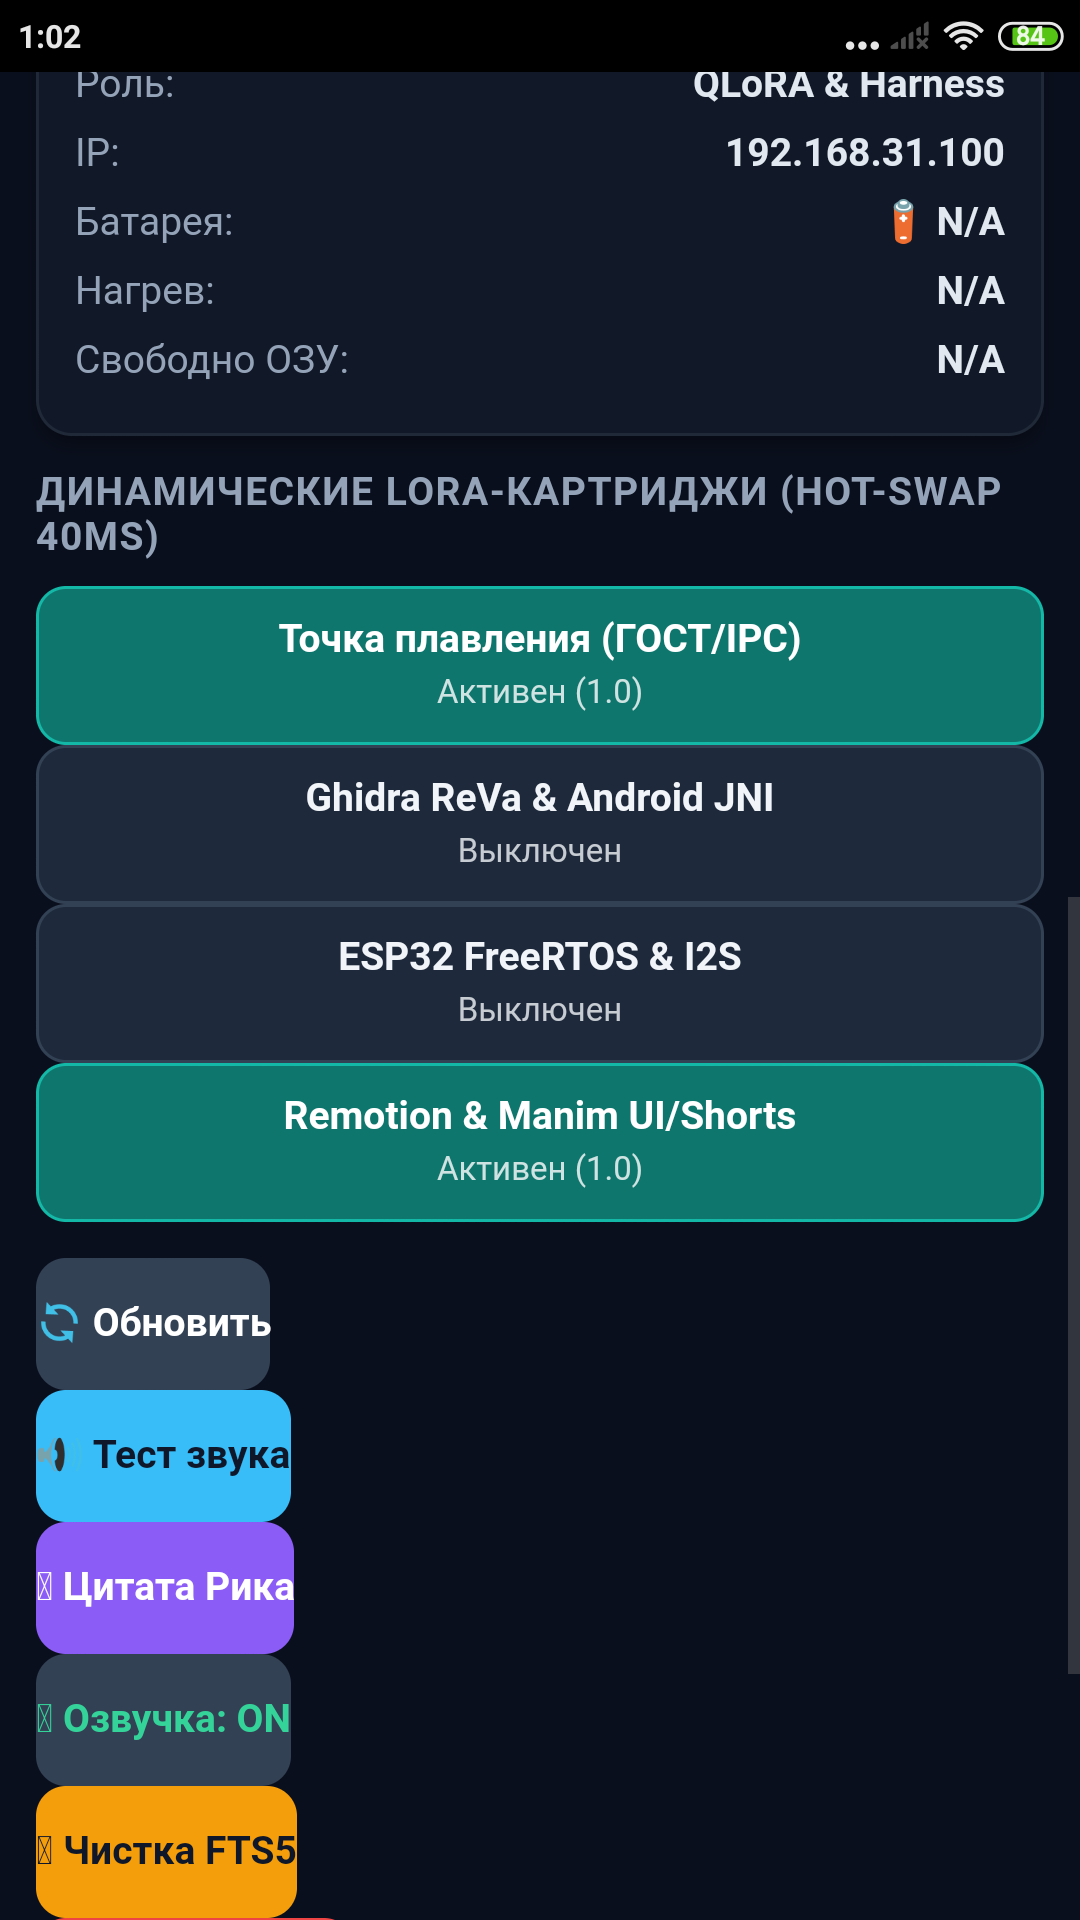 1:02
84
Роль: QLoRA & Harness
IP: 192.168.31.100
Батарея: 🔋 N/A
Нагрев: N/A
Свободно ОЗУ: N/A
ДИНАМИЧЕСКИЕ LORA-КАРТРИДЖИ (HOT-SWAP
40MS)
Точка плавления (ГОСТ/IPC)
Активен (1.0)
Ghidra ReVa & Android JNI
Выключен
ESP32 FreeRTOS & I2S
Выключен
Remotion & Manim UI/Shorts
Активен (1.0)
🔄 Обновить
🔊 Тест звука
Цитата Рика
Озвучка: ON
Чистка FTS5